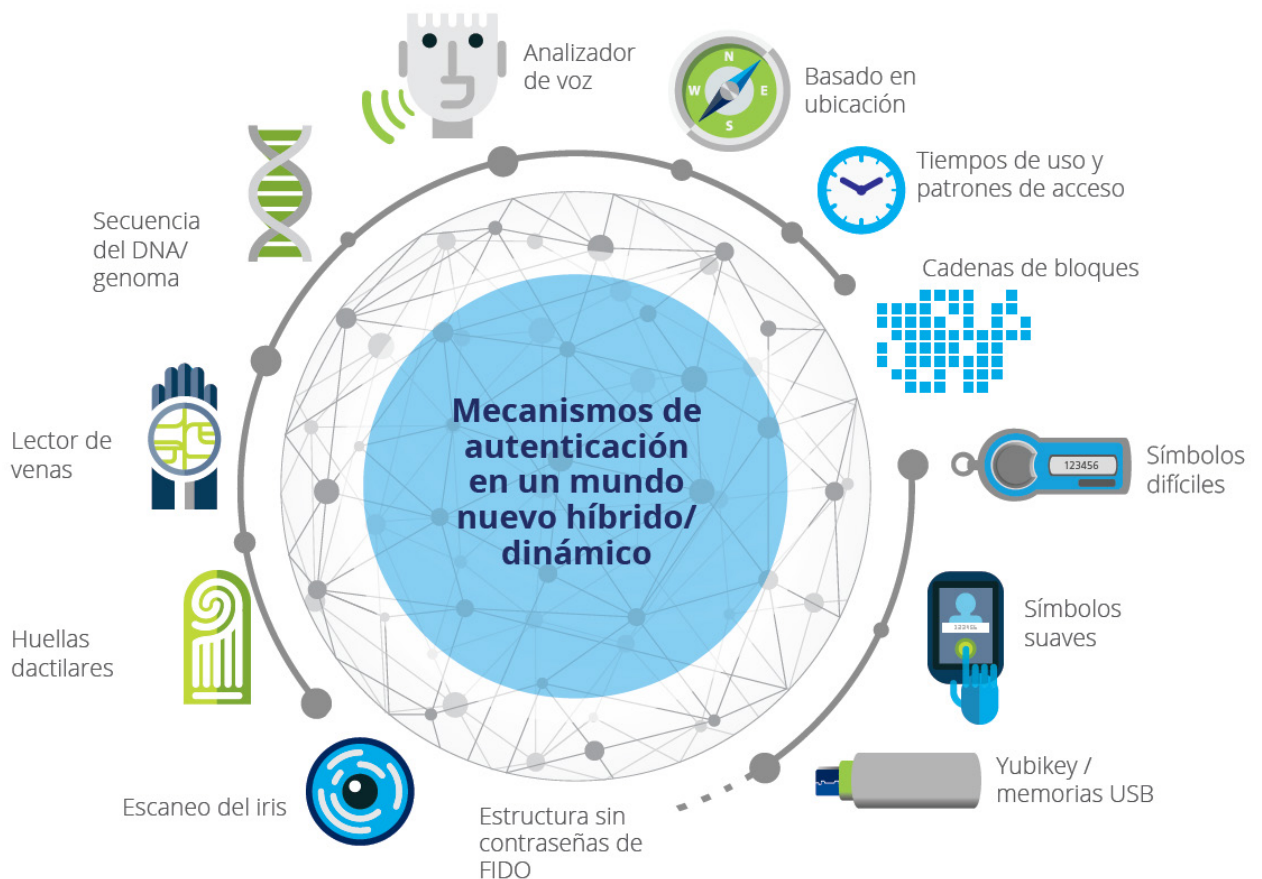 Analizador
de voz
N
W
E
S
Basado en
ubicación
Tiempos de uso y
patrones de acceso
Secuencia
del DNA/
genoma
Cadenas de bloques
Mecanismos de
autenticación
en un mundo
nuevo híbrido/
dinámico
Lector de
venas
123456
Símbolos
difíciles
Huellas
dactilares
123456
Símbolos
suaves
Escaneo del iris
Estructura sin
contraseñas de
FIDO
Yubikey /
memorias USB